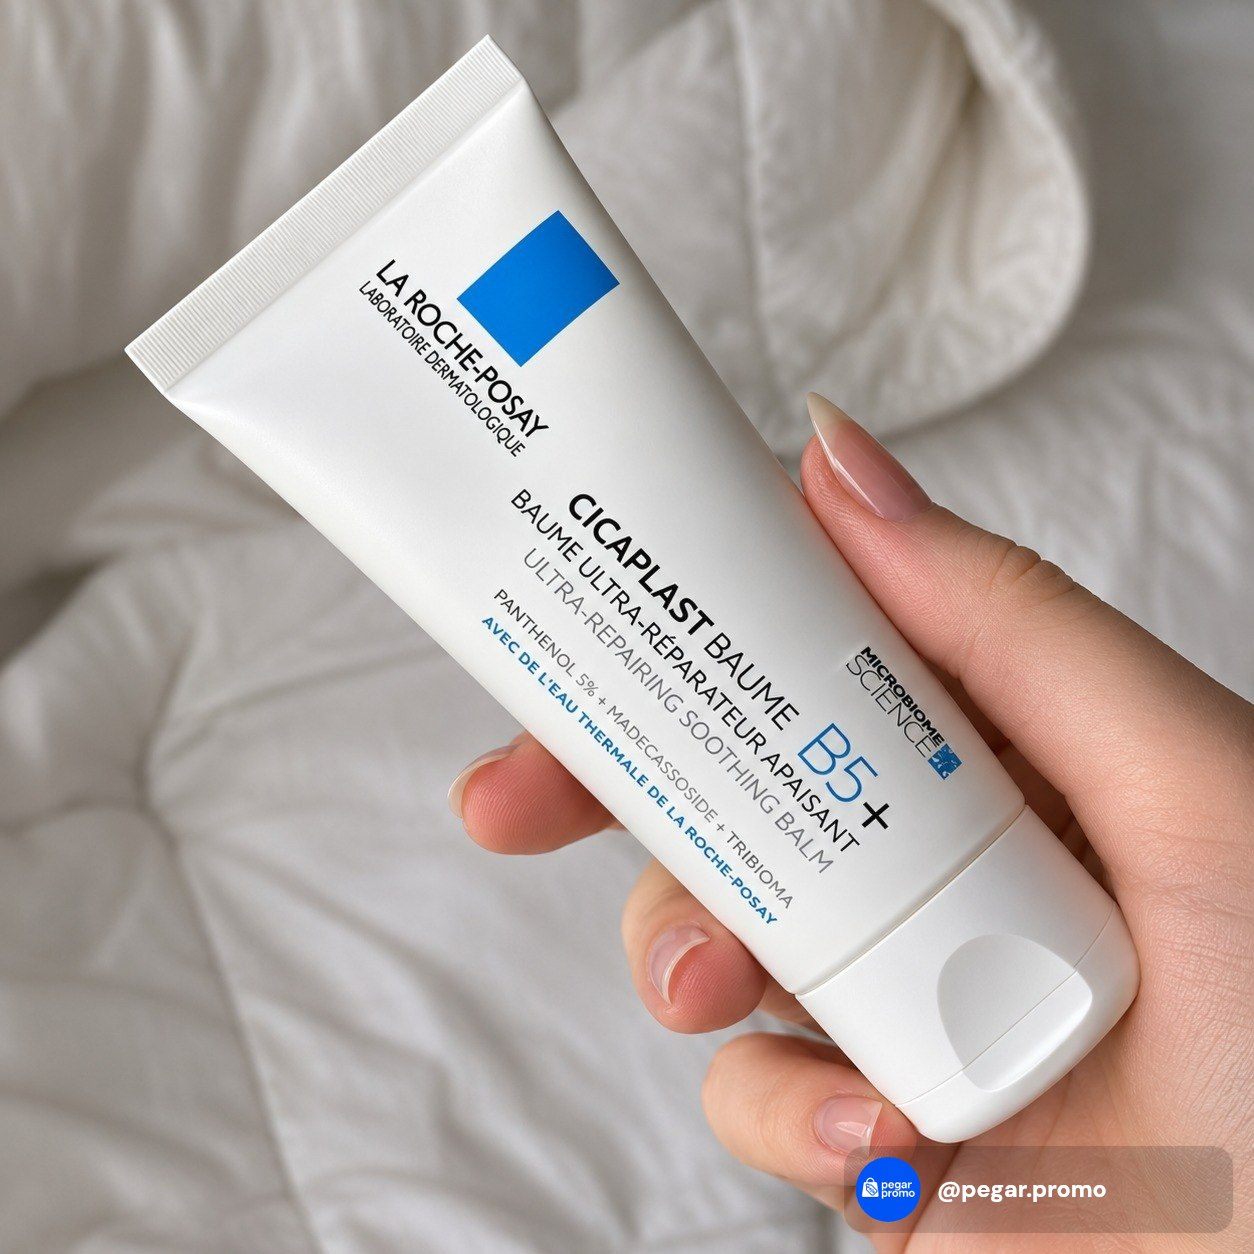 LA ROCHE-POSAY
LABORATOIRE DERMATOLOGIQUE
CICAPLAST BAUME B5+
BAUME ULTRA-RÉPARATEUR APAISANT
ULTRA-REPAIRING SOOTHING BALM
PANTHENOL 5% + MADECASSOSIDE + TRIBIOMA
AVEC DE L'EAU THERMALE DE LA ROCHE-POSAY
MICROBIOME
SCIENCE
pegar
promo
@pegar.promo